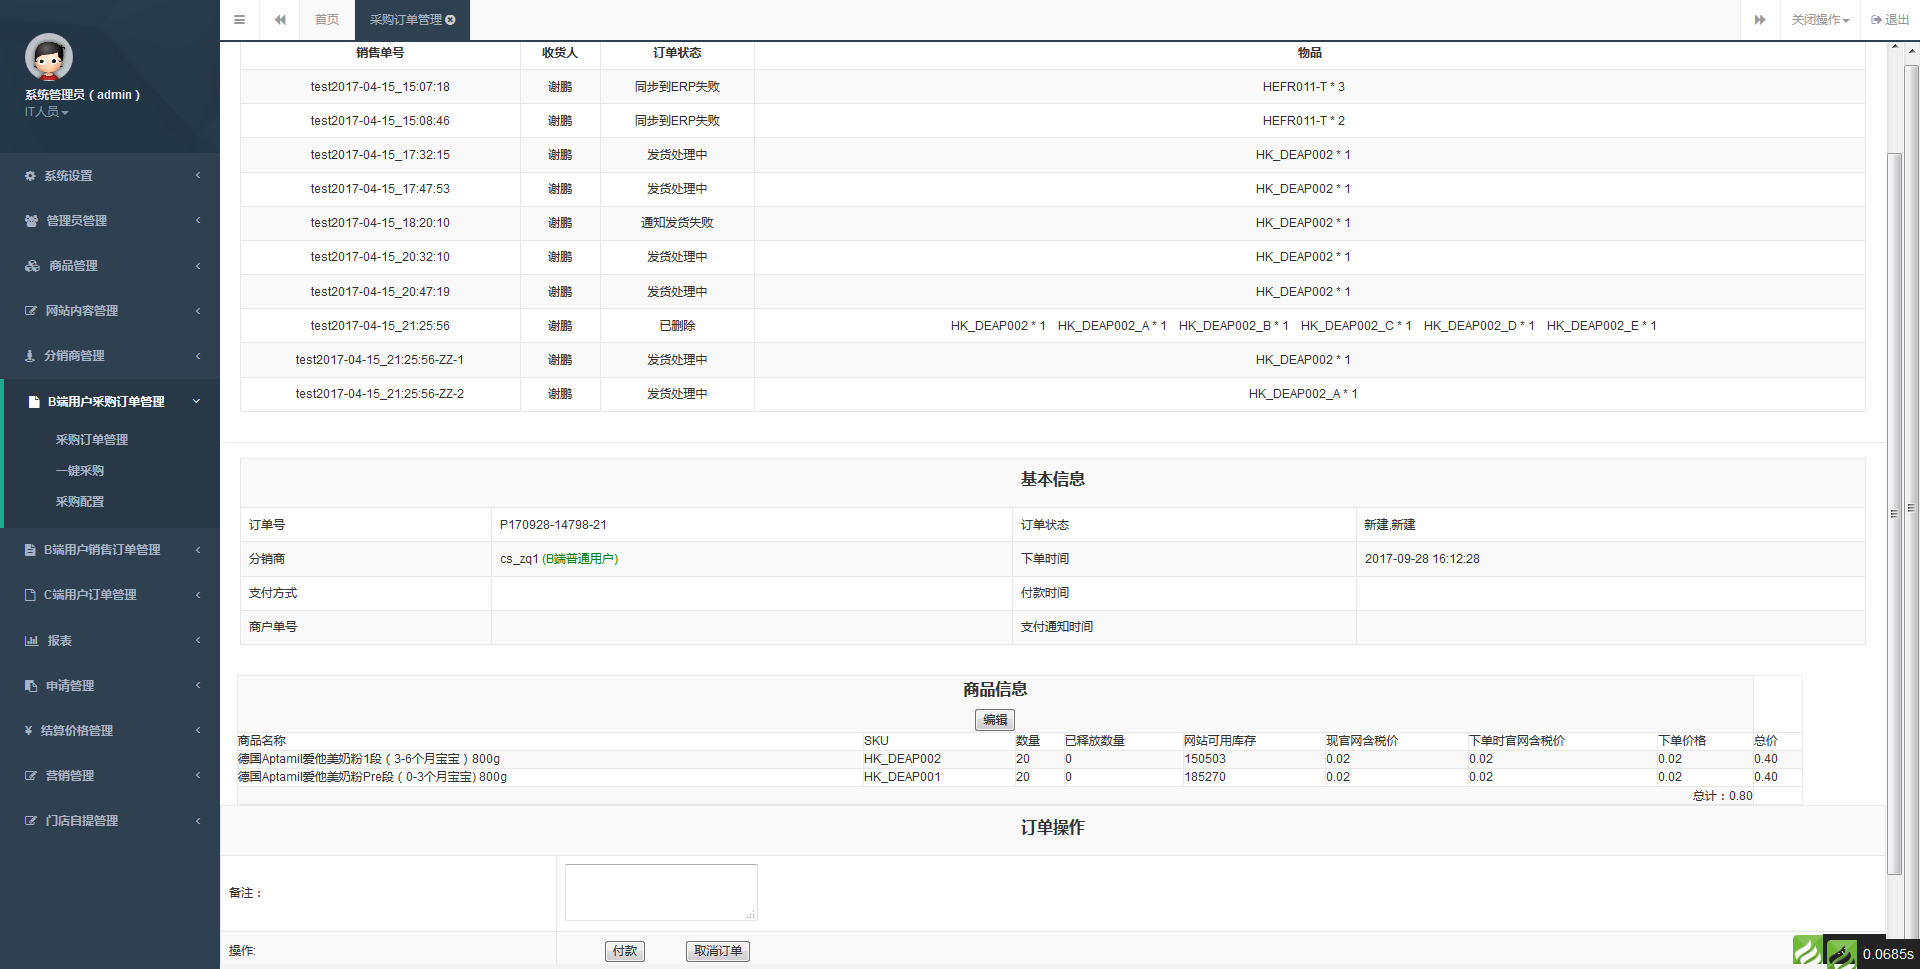 首页
采购订单管理
关闭操作
退出
系统管理员 ( admin )
IT人员
系统设置
管理员管理
商品管理
网站内容管理
分销商管理
B端用户采购订单管理
采购订单管理
一键采购
采购配置
B端用户销售订单管理
C端用户订单管理
报表
申请管理
¥ 结算价格管理
营销管理
门店自提管理
销售单号 收货人 订单状态 物品
test2017-04-15_15:07:18 谢鹏 同步到ERP失败 HEFR011-T * 3
test2017-04-15_15:08:46 谢鹏 同步到ERP失败 HEFR011-T * 2
test2017-04-15_17:32:15 谢鹏 发货处理中 HK_DEAP002 * 1
test2017-04-15_17:47:53 谢鹏 发货处理中 HK_DEAP002 * 1
test2017-04-15_18:20:10 谢鹏 通知发货失败 HK_DEAP002 * 1
test2017-04-15_20:32:10 谢鹏 发货处理中 HK_DEAP002 * 1
test2017-04-15_20:47:19 谢鹏 发货处理中 HK_DEAP002 * 1
test2017-04-15_21:25:56 谢鹏 已删除 HK_DEAP002 * 1 HK_DEAP002_A * 1 HK_DEAP002_B * 1 HK_DEAP002_C * 1 HK_DEAP002_D * 1 HK_DEAP002_E * 1
test2017-04-15_21:25:56-ZZ-1 谢鹏 发货处理中 HK_DEAP002 * 1
test2017-04-15_21:25:56-ZZ-2 谢鹏 发货处理中 HK_DEAP002_A * 1
基本信息
订单号 P170928-14798-21 订单状态 新建,新建
分销商 cs_zq1 (B端普通用户) 下单时间 2017-09-28 16:12:28
支付方式 付款时间
商户单号 支付通知时间
商品信息
编辑
商品名称 SKU 数量 已释放数量 网站可用库存 现官网含税价 下单时官网含税价 下单价格 总价
德国Aptamil爱他美奶粉1段（3-6个月宝宝）800g HK_DEAP002 20 0 150503 0.02 0.02 0.02 0.40
德国Aptamil爱他美奶粉Pre段（0-3个月宝宝) 800g HK_DEAP001 20 0 185270 0.02 0.02 0.02 0.40
总计：0.80
订单操作
备注：
操作: 付款 取消订单
0.0685s